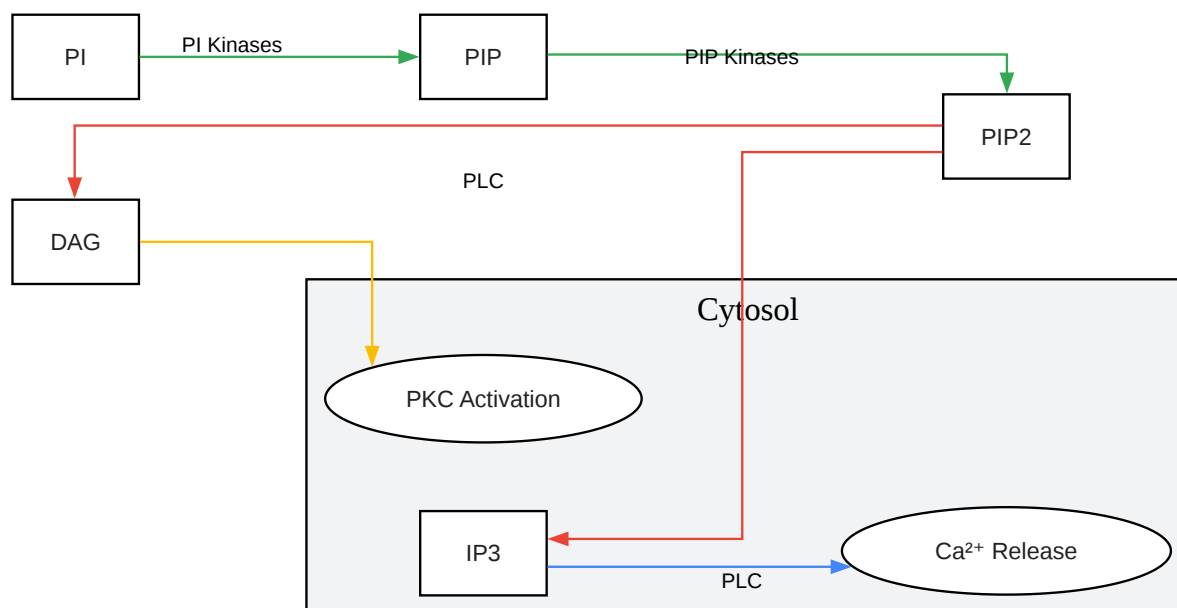 PI
PI Kinases
PIP
PIP Kinases
PIP2
PLC
DAG
Cytosol
PKC Activation
IP3
PLC
Ca²⁺ Release